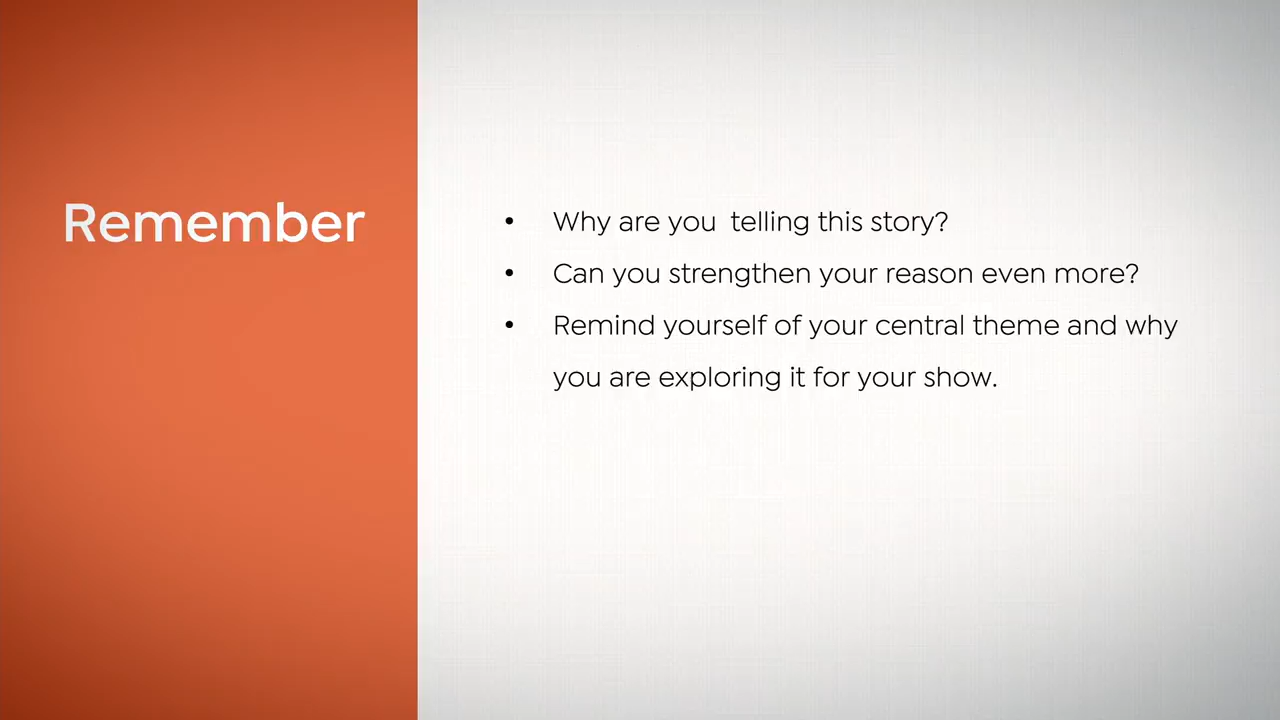 Remember
• Why are you  telling this story?
• Can you strengthen your reason even more?
• Remind yourself of your central theme and why
you are exploring it for your show.